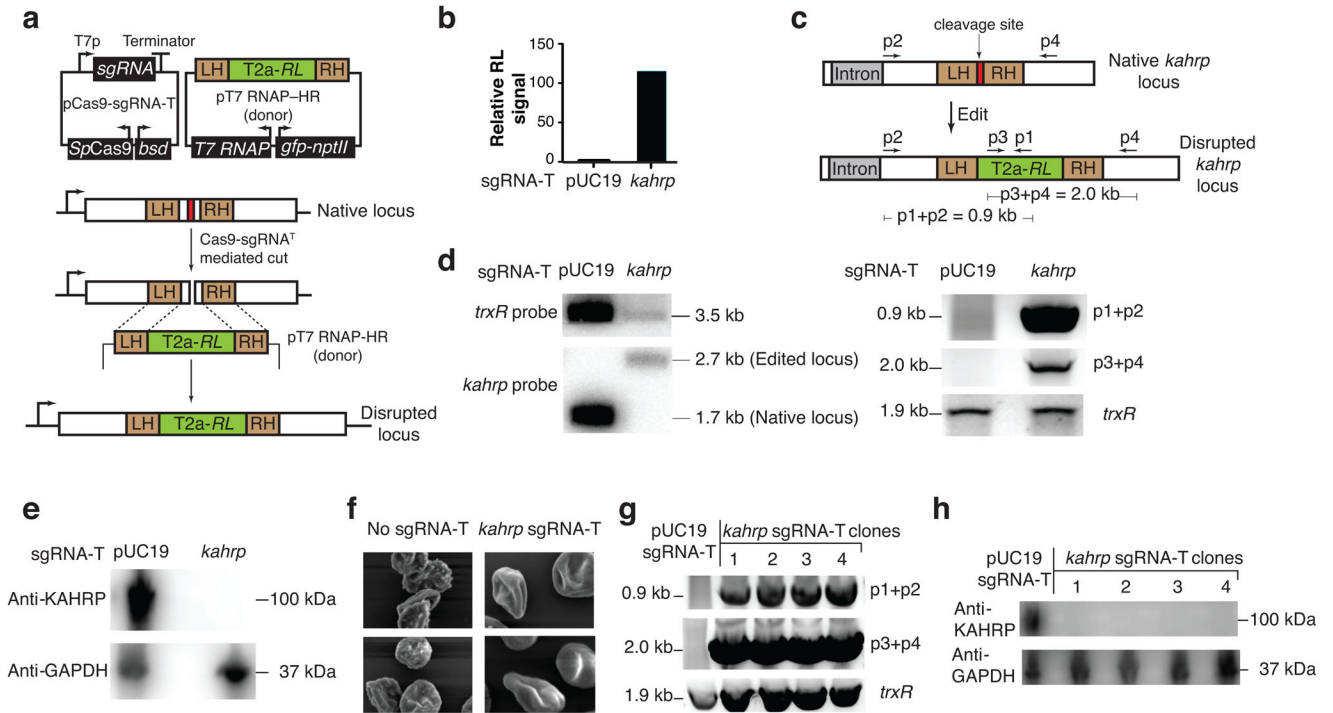 a
T7p Terminator
sgRNA
LH T2a-RL RH
pCas9-sgRNA-T
pT7 RNAP–HR
(donor)
SpCas9 bsd
T7 RNAP gfp-nptII
LH RH Native locus
Cas9-sgRNAT
mediated cut
LH RH
LH T2a-RL RH
pT7 RNAP-HR
(donor)
LH T2a-RL RH
Disrupted
locus
b
Relative RL
signal
150
100
50
0
sgRNA-T pUC19 kahrp
c
cleavage site
p2 p4
Intron LH RH
Native kahrp
locus
Edit
p2 p3 p1 p4
Intron LH T2a-RL RH
Disrupted
kahrp
locus
p3+p4 = 2.0 kb
p1+p2 = 0.9 kb
d
sgRNA-T pUC19 kahrp
trxR probe
3.5 kb
kahrp probe
2.7 kb (Edited locus)
1.7 kb (Native locus)
sgRNA-T pUC19 kahrp
0.9 kb p1+p2
2.0 kb p3+p4
1.9 kb trxR
e
sgRNA-T pUC19 kahrp
Anti-KAHRP 100 kDa
Anti-GAPDH 37 kDa
f
No sgRNA-T kahrp sgRNA-T
g
pUC19
sgRNA-T
kahrp sgRNA-T clones
1 2 3 4
0.9 kb p1+p2
2.0 kb p3+p4
1.9 kb trxR
h
pUC19
sgRNA-T
kahrp sgRNA-T clones
1 2 3 4
Anti-
KAHRP
100 kDa
Anti-
GAPDH
37 kDa